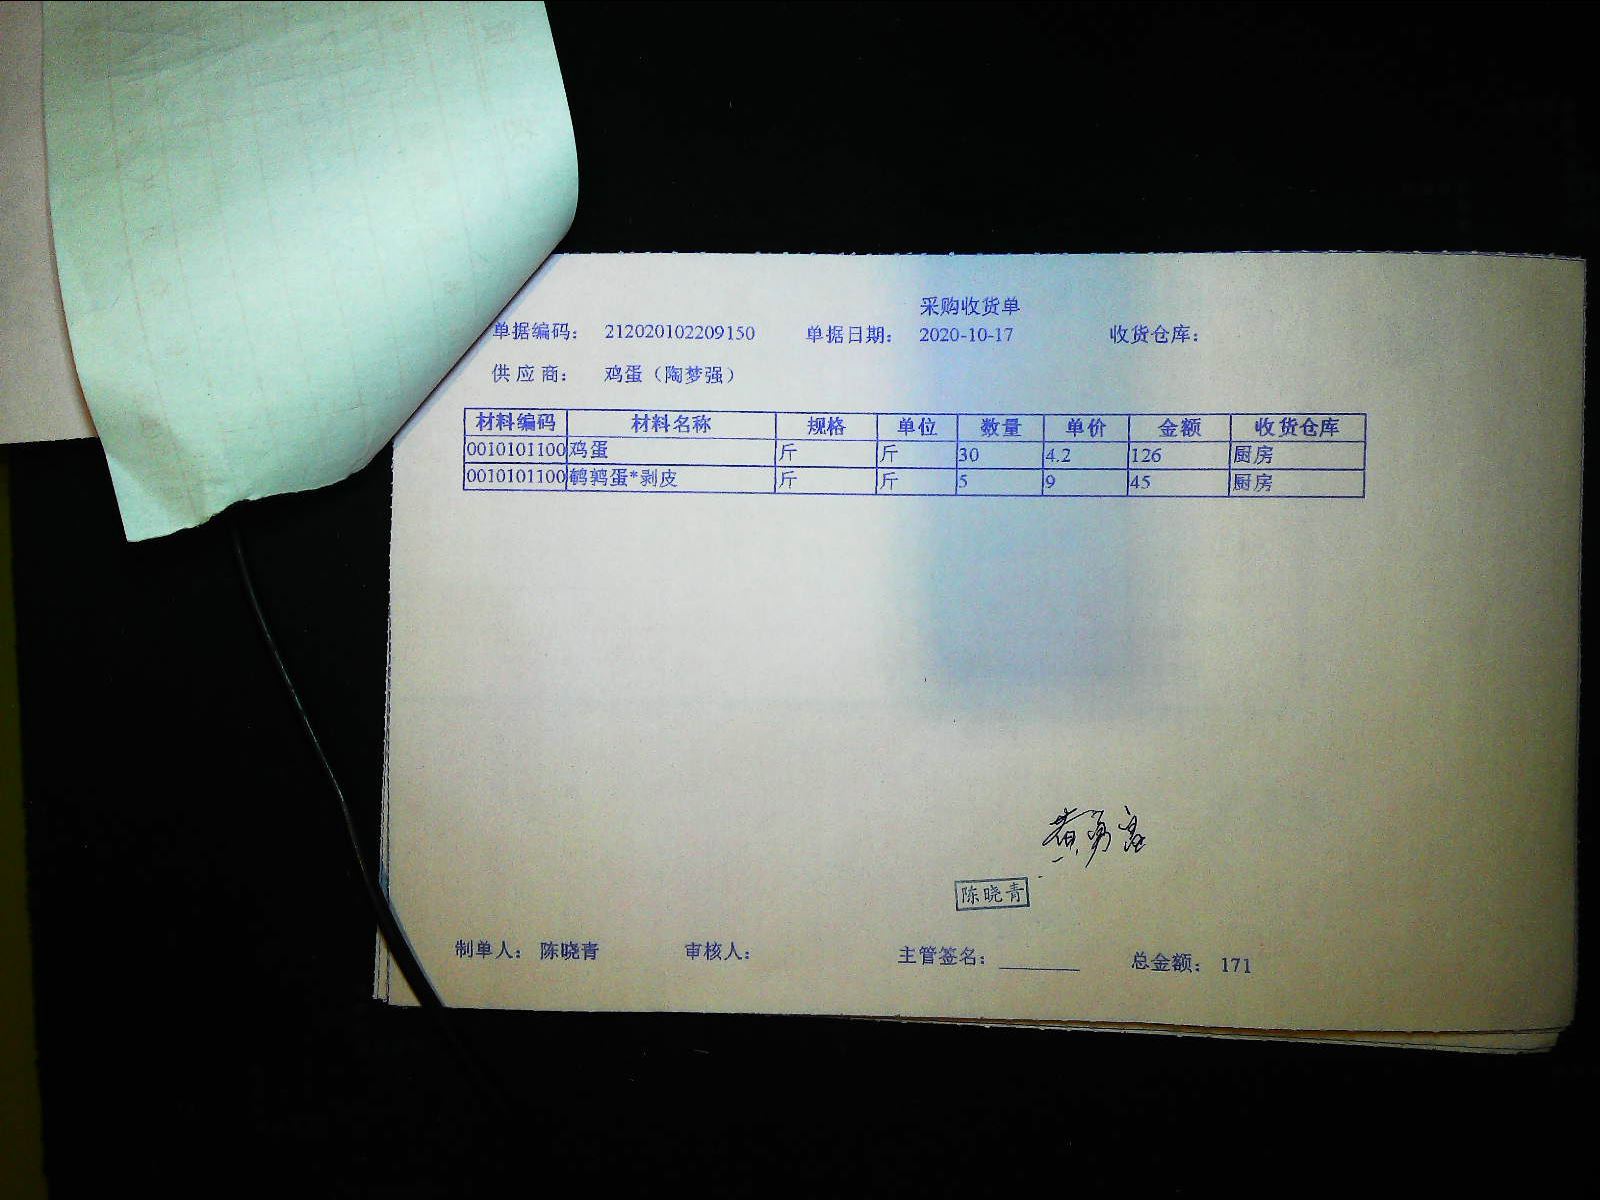 采购收货单
单据编码： 212020102209150 单据日期： 2020-10-17 收货仓库：
供应商： 鸡蛋（陶梦强）
材料编码 材料名称 规格 单位 数量 单价 金额 收货仓库
0010101100 鸡蛋 斤 斤 30 4.2 126 厨房
0010101100 鹌鹑蛋*剥皮 斤 斤 5 9 45 厨房
陈晓青
制单人： 陈晓青 审核人： 主管签名：________ 总金额： 171